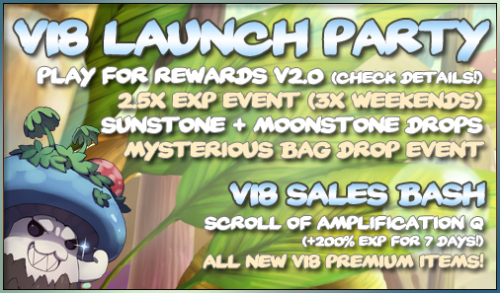 V18 LAUNCH PARTY
PLAY FOR REWARDS V2.0 (CHECK DETAILS!)
2.5X EXP EVENT (3X WEEKENDS)
SUNSTONE + MOONSTONE DROPS
MYSTERIOUS BAG DROP EVENT
V18 SALES BASH
SCROLL OF AMPLIFICATION Q
(+200% EXP FOR 7 DAYS!)
ALL NEW V18 PREMIUM ITEMS!